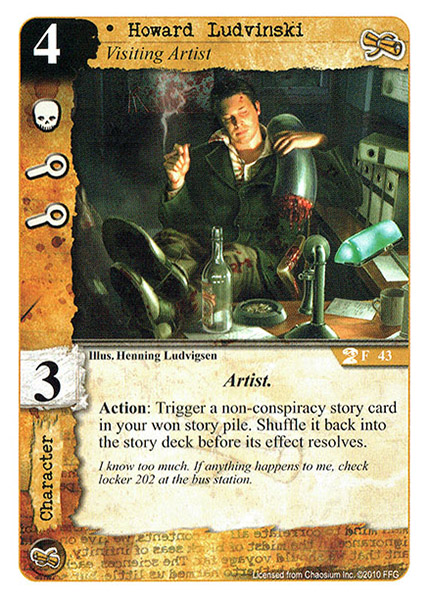 4
• Howard Ludvinski
Visiting Artist
Illus. Henning Ludvigsen
F 43
3
Character
Artist.
Action: Trigger a non-conspiracy story card
in your won story pile. Shuffle it back into
the story deck before its effect resolves.
I know too much. If anything happens to me, check
locker 202 at the bus station.
Licensed from Chaosium Inc. ©2010 FFG